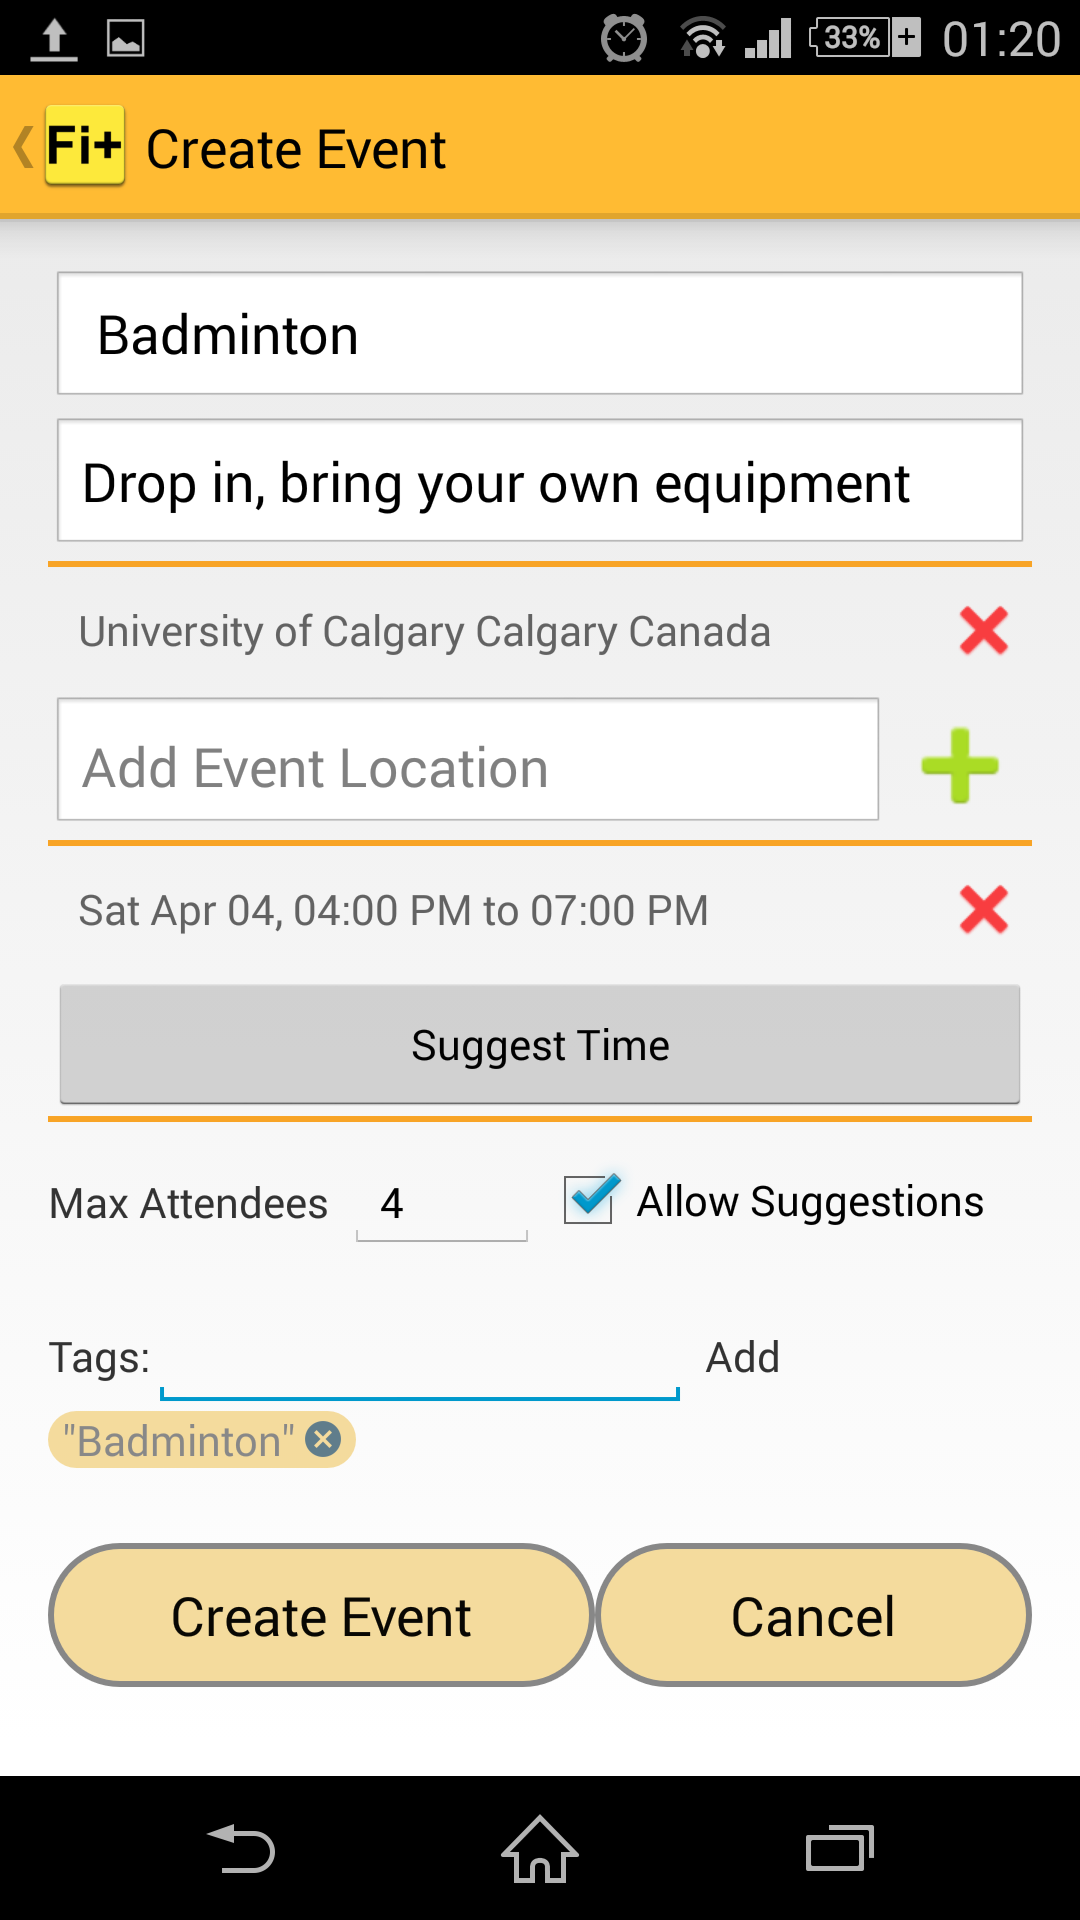 33% 01:20
Fi+ Create Event
Badminton
Drop in, bring your own equipment
University of Calgary Calgary Canada
Add Event Location
Sat Apr 04, 04:00 PM to 07:00 PM
Suggest Time
Max Attendees 4 Allow Suggestions
Tags: Add
"Badminton"
Create Event Cancel